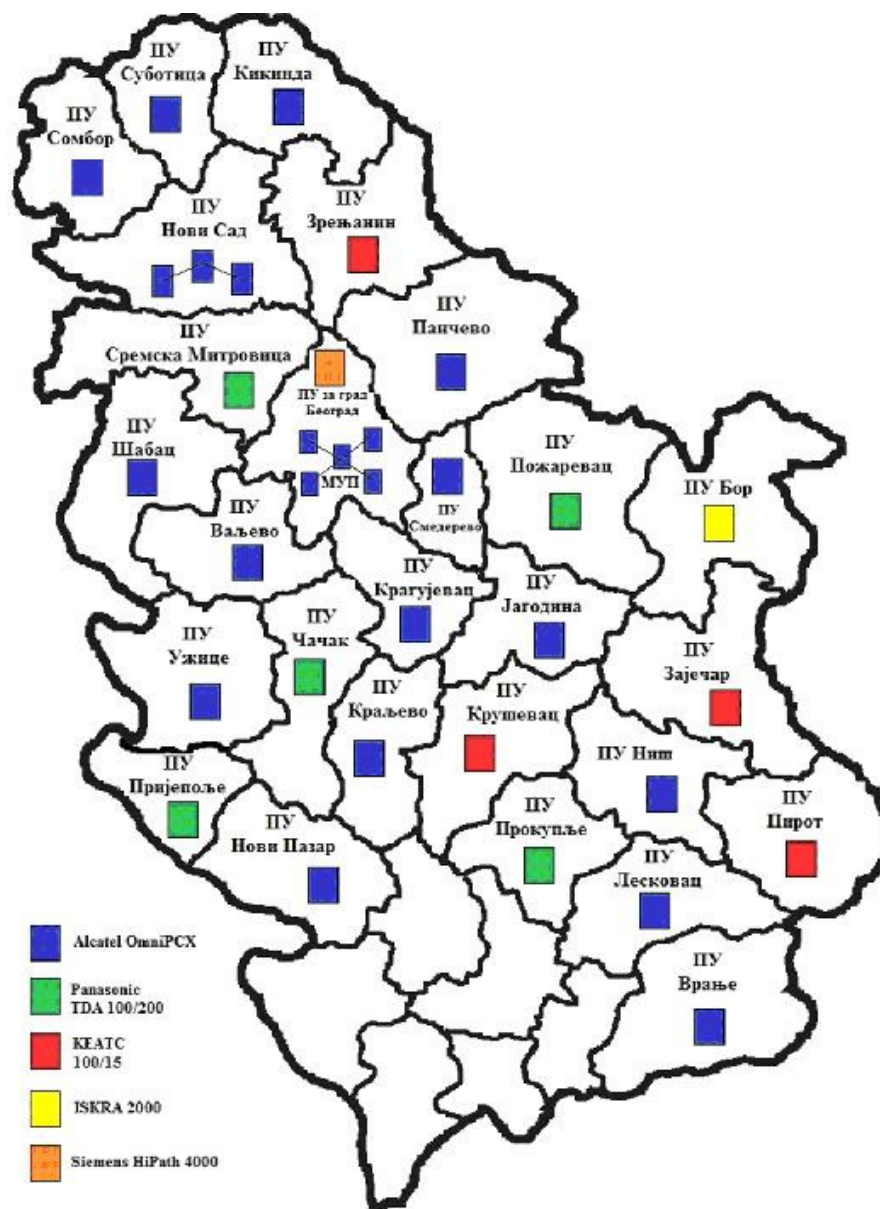 ПУ
Суботица
ПУ
Кикинда
ПУ
Сомбор
ПУ
Нови Сад
ПУ
Зрењанин
ПУ
Панчево
ПУ
Сремска Митровица
ПУ за град
Београд
МУП
ПУ
Шабац
ПУ
Смедерево
ПУ
Пожаревац
ПУ Бор
ПУ
Ваљево
ПУ
Крагујевац
ПУ
Јагодина
ПУ
Чачак
ПУ
Ужице
ПУ
Зајечар
ПУ
Краљево
ПУ
Крушевац
ПУ Ниш
ПУ
Пријепоље
ПУ
Пирот
ПУ
Прокупље
ПУ
Нови Пазар
ПУ
Лесковац
ПУ
Врање
Alcatel OmniPCX
Panasonic
TDA 100/200
KEATC
100/15
ISKRA 2000
Siemens HiPath 4000